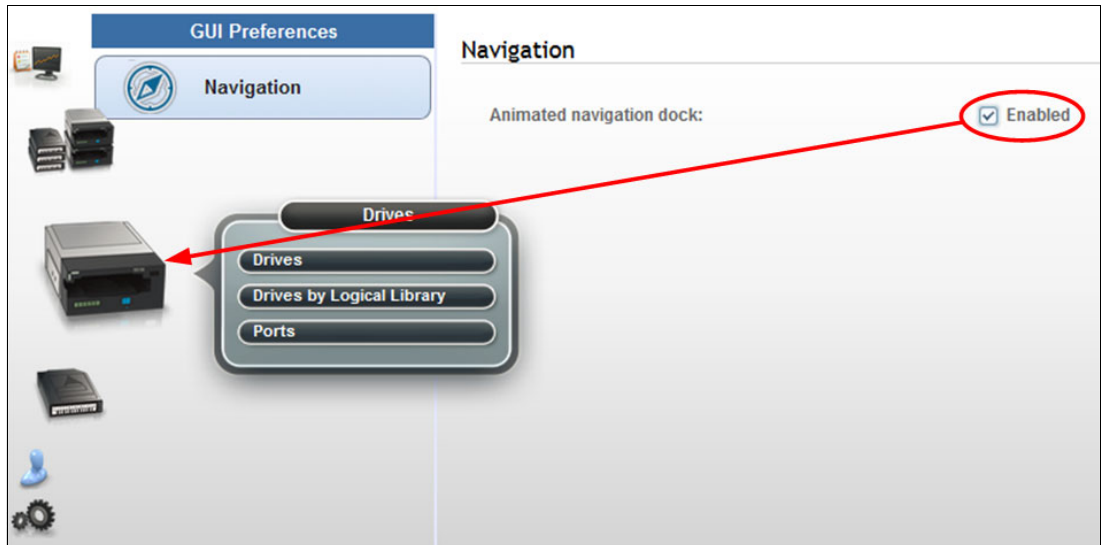 GUI Preferences
Navigation
Navigation
Animated navigation dock:
Enabled
Drives
Drives
Drives by Logical Library
Ports